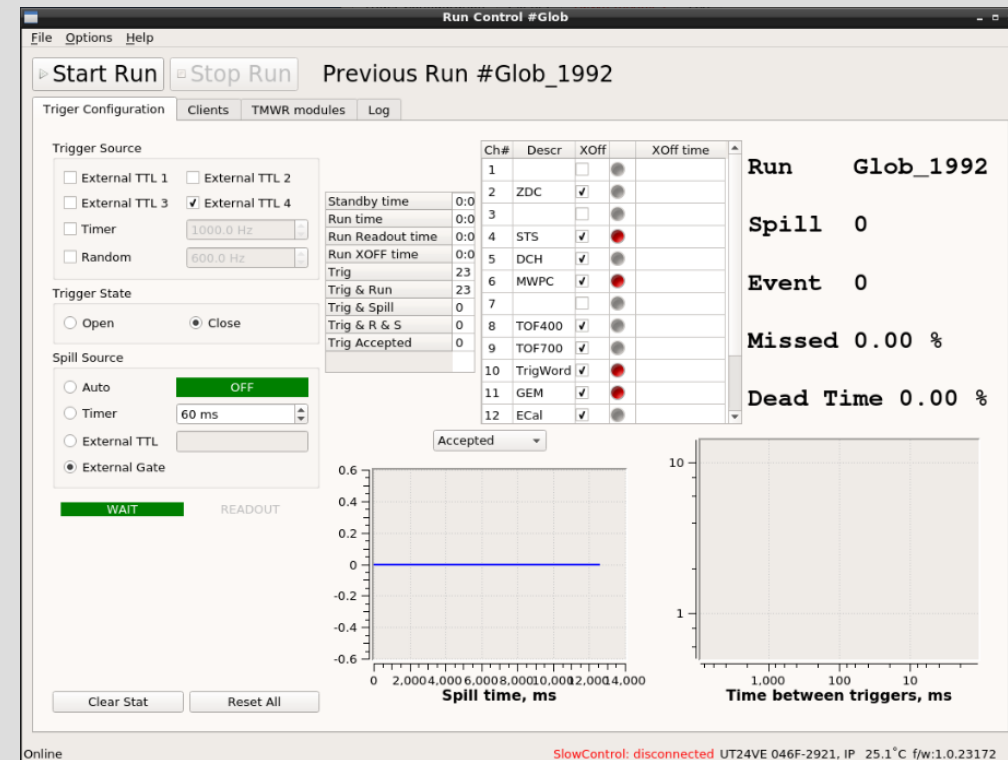 Run Control #Glob
File Options Help
Start Run Stop Run Previous Run #Glob_1992
Triger Configuration Clients TMWR modules Log
Trigger Source
External TTL 1 External TTL 2
External TTL 3 External TTL 4
Timer 1000.0 Hz
Random 600.0 Hz
Trigger State
Open Close
Spill Source
Auto OFF
Timer 60 ms
External TTL
External Gate
WAIT READOUT
Clear Stat Reset All
Standby time 0:0
Run time 0:0
Run Readout time 0:0
Run XOFF time 0:0
Trig 23
Trig & Run 23
Trig & Spill 0
Trig & R & S 0
Trig Accepted 0
Ch# Descr XOff XOff time
1
2 ZDC
3
4 STS
5 DCH
6 MWPC
7
8 TOF400
9 TOF700
10 TrigWord
11 GEM
12 ECal
Run Glob_1992
Spill 0
Event 0
Missed 0.00 %
Dead Time 0.00 %
Accepted
0.6
0.4
0.2
0
-0.2
-0.4
-0.6
0 2,000 4,000 6,000 8,000 10,000 12,000 14,000
Spill time, ms
10
1
1,000 100 10
Time between triggers, ms
Online SlowControl: disconnected UT24VE 046F-2921, IP 25.1°C f/w:1.0.23172